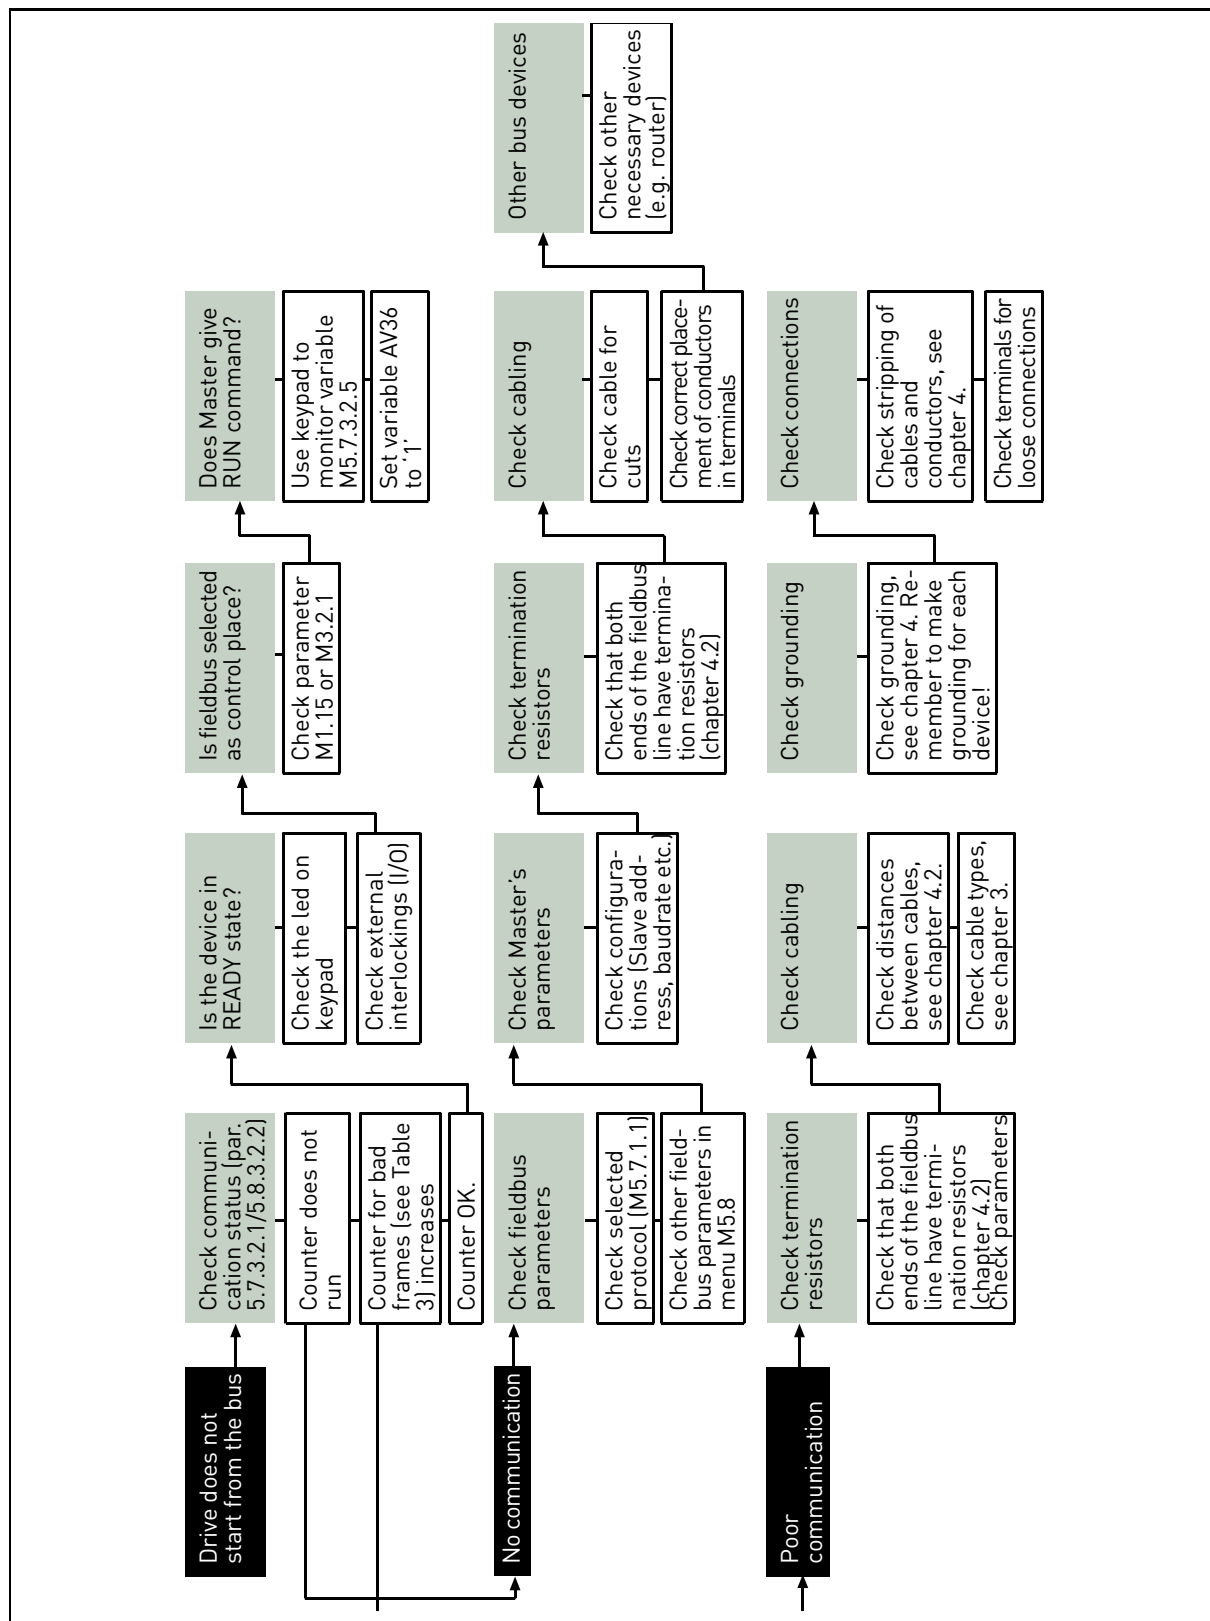 Drive does not
start from the bus
Check communi-
cation status (par.
5.7.3.2.1/5.8.3.2.2)
Counter does not
run
Counter for bad
frames (see Table
3) increases
Counter OK.
Is the device in
READY state?
Check the led on
keypad
Check external
interlockings (I/O)
Is fieldbus selected
as control place?
Check parameter
M1.15 or M3.2.1
Does Master give
RUN command?
Use keypad to
monitor variable
M5.7.3.2.5
Set variable AV36
to ‘1’
No communication
Check fieldbus
parameters
Check selected
protocol (M5.7.1.1)
Check other field-
bus parameters in
menu M5.8
Check Master’s
parameters
Check configura-
tions (Slave add-
ress, baudrate etc.)
Check termination
resistors
Check that both
ends of the fieldbus
line have termina-
tion resistors
(chapter 4.2)
Check cabling
Check cable for
cuts
Check correct place-
ment of conductors
in terminals
Other bus devices
Check other
necessary devices
(e.g. router)
Poor
communication
Check termination
resistors
Check that both
ends of the fieldbus
line have termi-
nation resistors
(chapter 4.2)
Check parameters
Check cabling
Check distances
between cables,
see chapter 4.2.
Check cable types,
see chapter 3.
Check grounding
Check grounding,
see chapter 4. Re-
member to make
grounding for each
device!
Check connections
Check stripping of
cables and
conductors, see
chapter 4.
Check terminals for
loose connections